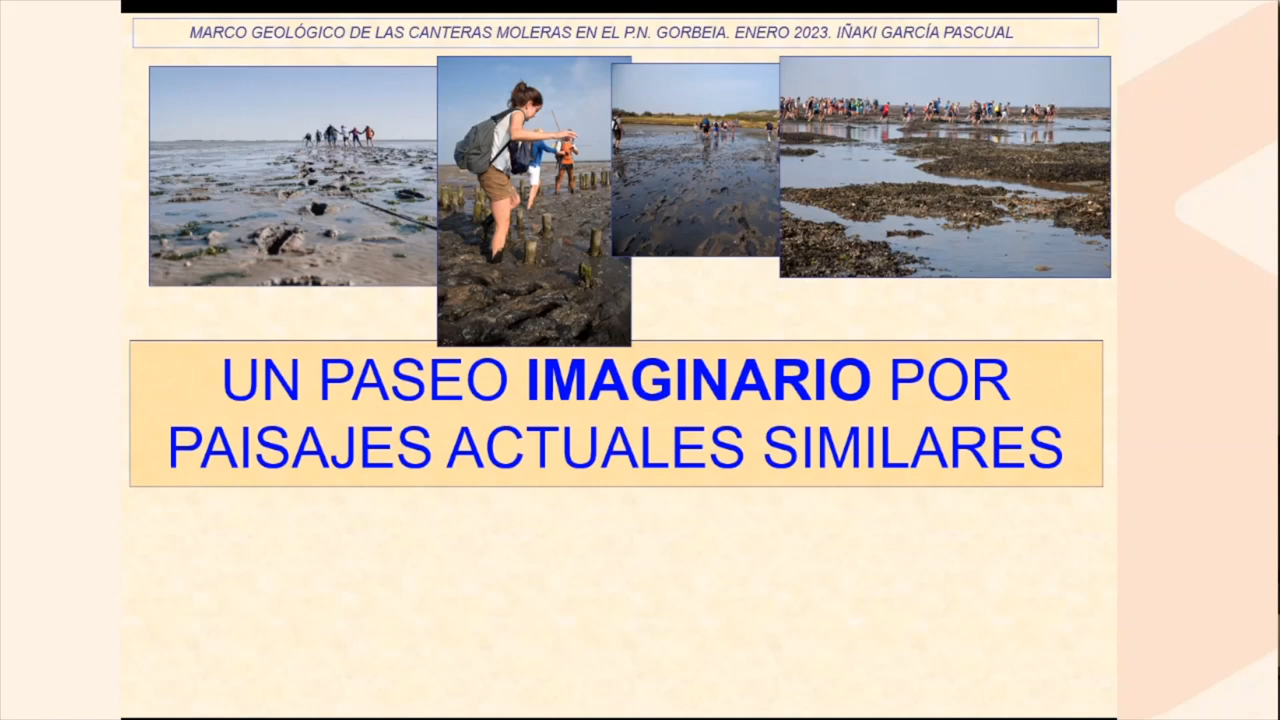 MARCO GEOLÓGICO DE LAS CANTERAS MOLERAS EN EL P.N. GORBEIA. ENERO 2023. IÑAKI GARCÍA PASCUAL
UN PASEO IMAGINARIO POR
PAISAJES ACTUALES SIMILARES